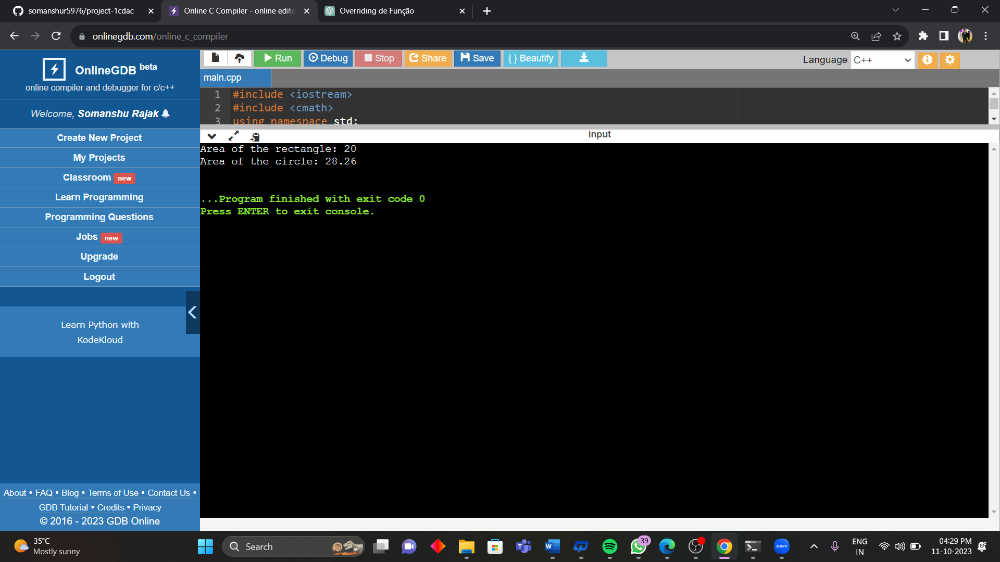 somanshur5976/project-1cdac
Online C Compiler - online edito
Overriding de Função
onlinegdb.com/online_c_compiler
OnlineGDB beta
online compiler and debugger for c/c++
Welcome, Somanshu Rajak
Create New Project
My Projects
Classroom new
Learn Programming
Programming Questions
Jobs new
Upgrade
Logout
Learn Python with
KodeKloud
About • FAQ • Blog • Terms of Use • Contact Us •
GDB Tutorial • Credits • Privacy
© 2016 - 2023 GDB Online
Run Debug Stop Share Save { } Beautify
Language C++
main.cpp
1 #include <iostream>
2 #include <cmath>
3 using namespace std;
input
Area of the rectangle: 20
Area of the circle: 28.26
...Program finished with exit code 0
Press ENTER to exit console.
35°C
Mostly sunny
Search
39
zoom
ENG
IN
04:29 PM
11-10-2023